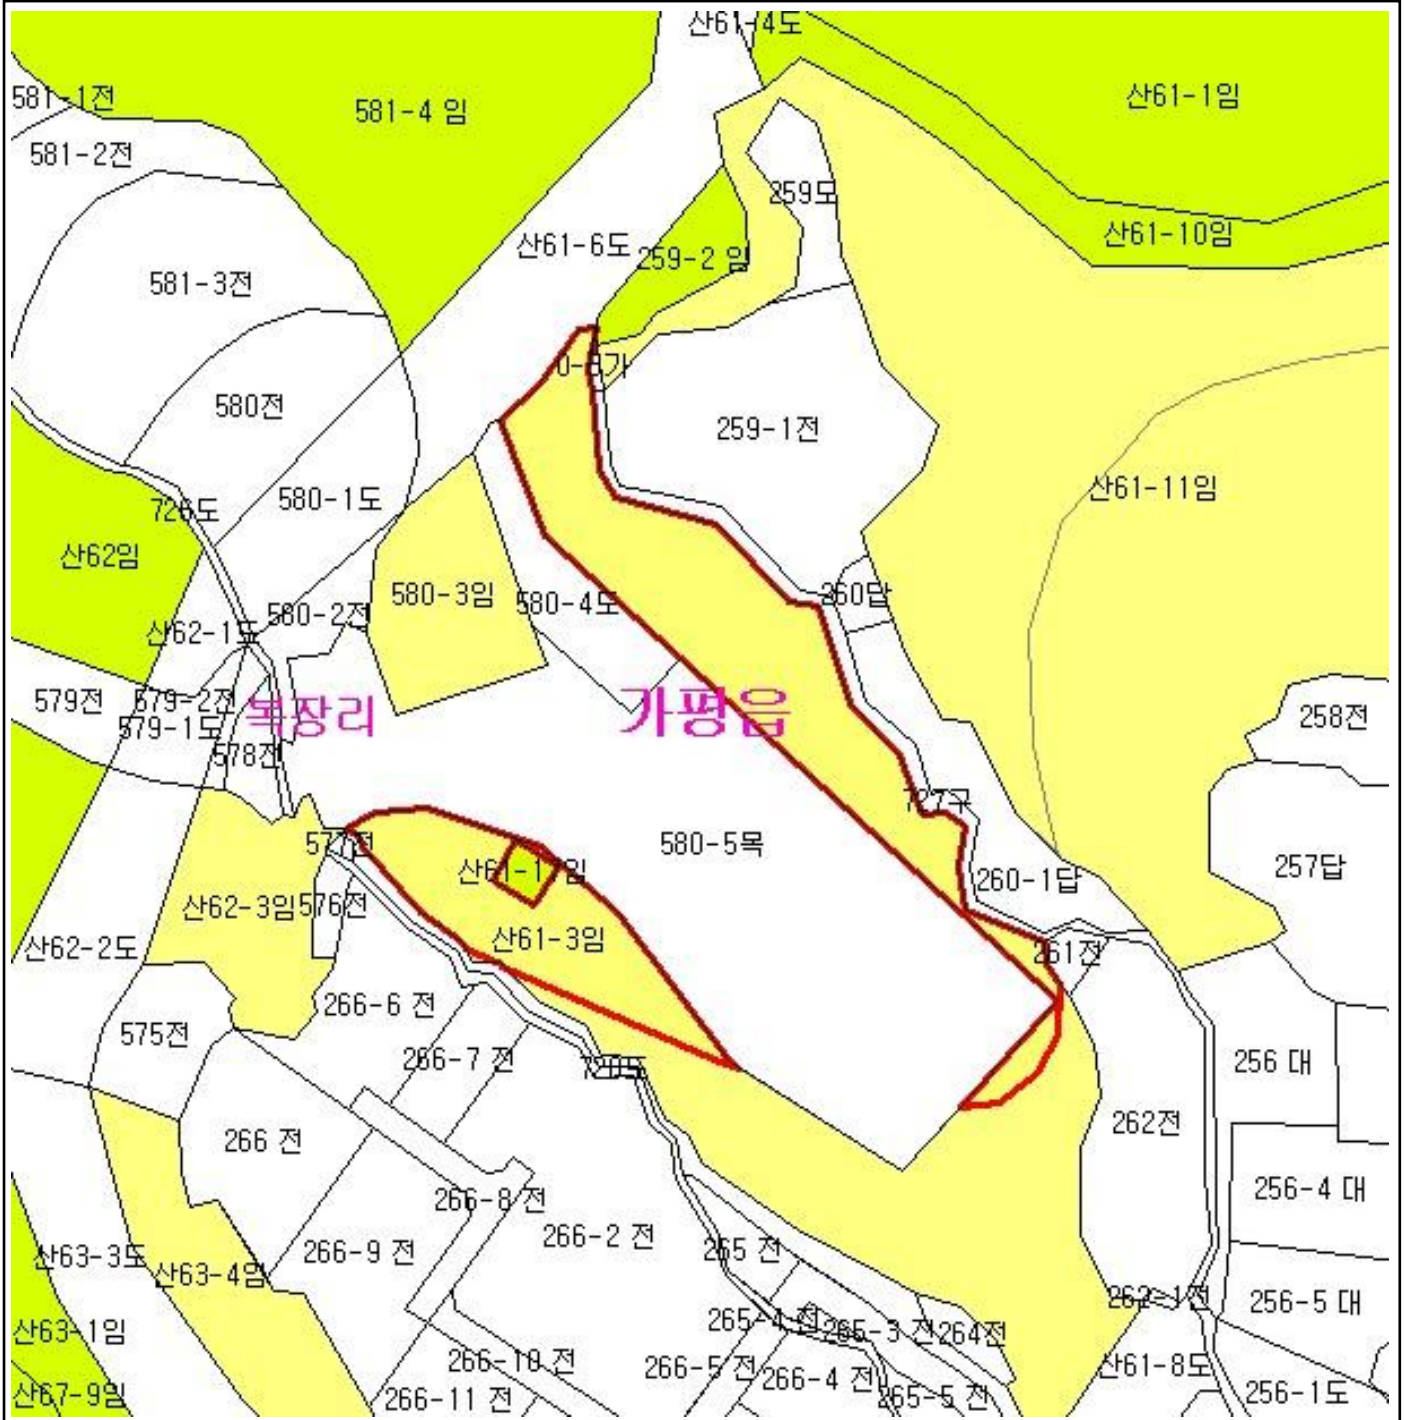 산61-4도
581-1전
581-4 임
산61-1임
581-2전
259도
산61-10임
산61-6도
259-2 임
581-3전
580전
259-1전
산61-11임
580-1도
726도
산62임
580-3임
580-4도
260답
580-2전
산62-1도
579전
579-2전
복장리
가평읍
258전
579-1도
578전
727구
577전
580-5목
257답
260-1답
산62-3임
576전
산61-3임
산62-2도
261전
266-6 전
575전
266-7 전
256 대
266 전
262전
256-4 대
266-8 전
266-2 전
265 전
266-9 전
산63-3도
산63-4임
262-1전
256-5 대
산63-1임
265-4 전
265-3 전
264전
266-10 전
266-5 전
266-4 전
산61-8도
산67-9임
266-11 전
265-5 전
256-1도